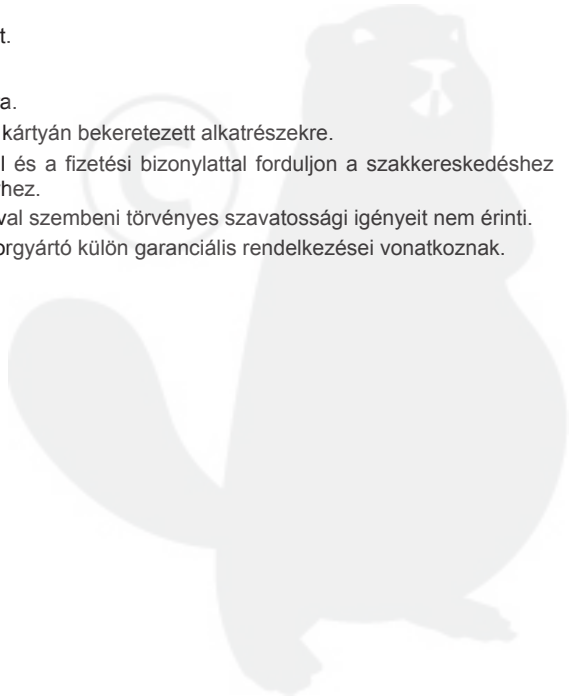 t.
a.
kártyán bekeretezett alkatrészekre.
l és a fizetési bizonylattal forduljon a szakkereskedéshez
hez.
val szembeni törvényes szavatossági igényeit nem érinti.
orgyártó külön garanciális rendelkezései vonatkoznak.
©